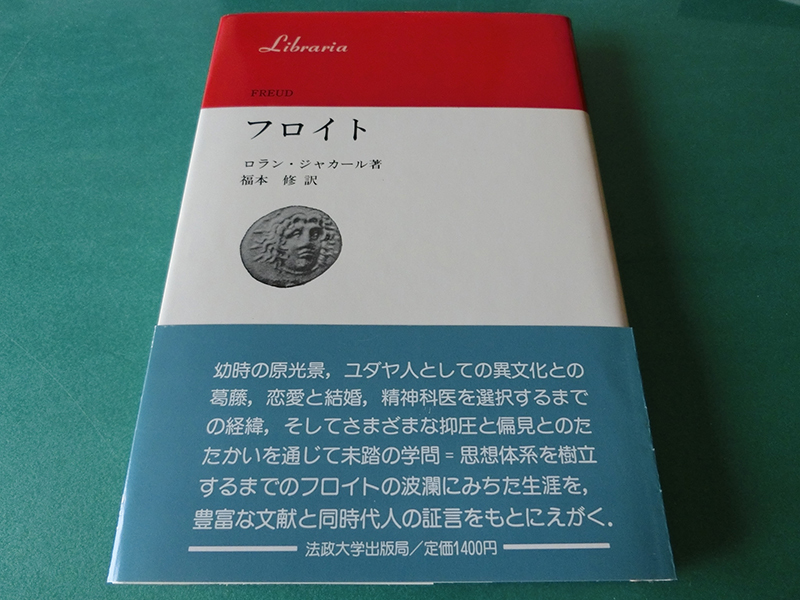 Libraria
FREUD
フロイト
ロラン・ジャカール著
福本 修 訳
幼時の原光景，ユダヤ人としての異文化との
葛藤，恋愛と結婚，精神科医を選択するまで
の経緯，そしてさまざまな抑圧と偏見とのた
たかいを通じて未踏の学問＝思想体系を樹立
するまでのフロイトの波瀾にみちた生涯を，
豊富な文献と同時代人の証言をもとにえがく．
法政大学出版局／定価1400円